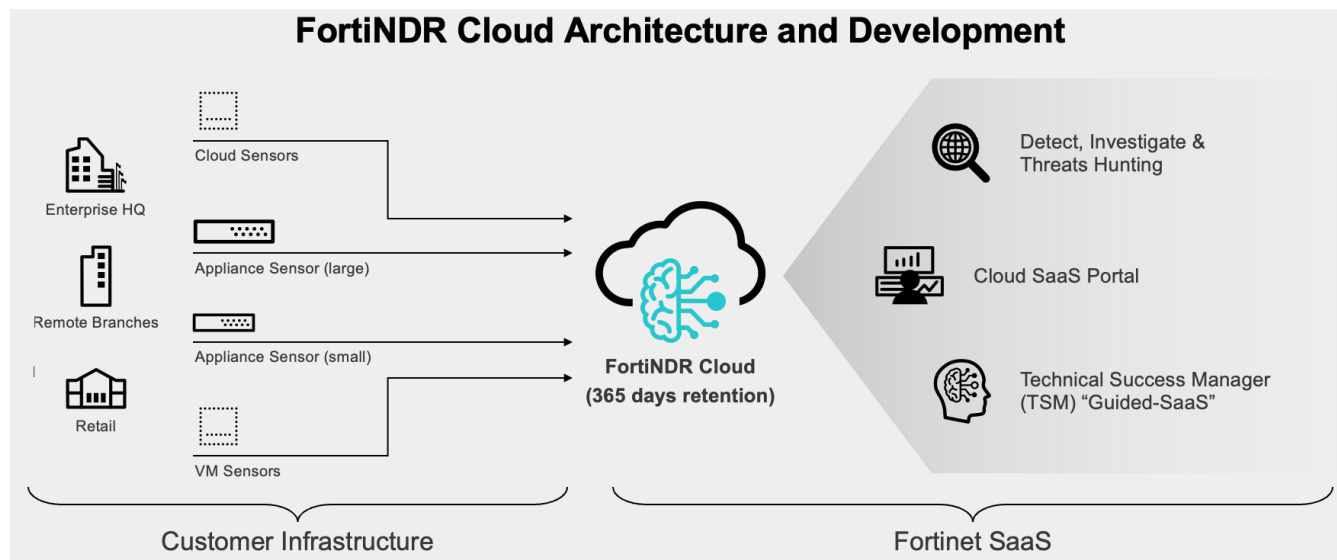 FortiNDR Cloud Architecture and Development
Enterprise HQ
Remote Branches
Retail
Cloud Sensors
Appliance Sensor (large)
Appliance Sensor (small)
VM Sensors
FortiNDR Cloud
(365 days retention)
Detect, Investigate &
Threats Hunting
Cloud SaaS Portal
Technical Success Manager
(TSM) “Guided-SaaS”
Customer Infrastructure
Fortinet SaaS